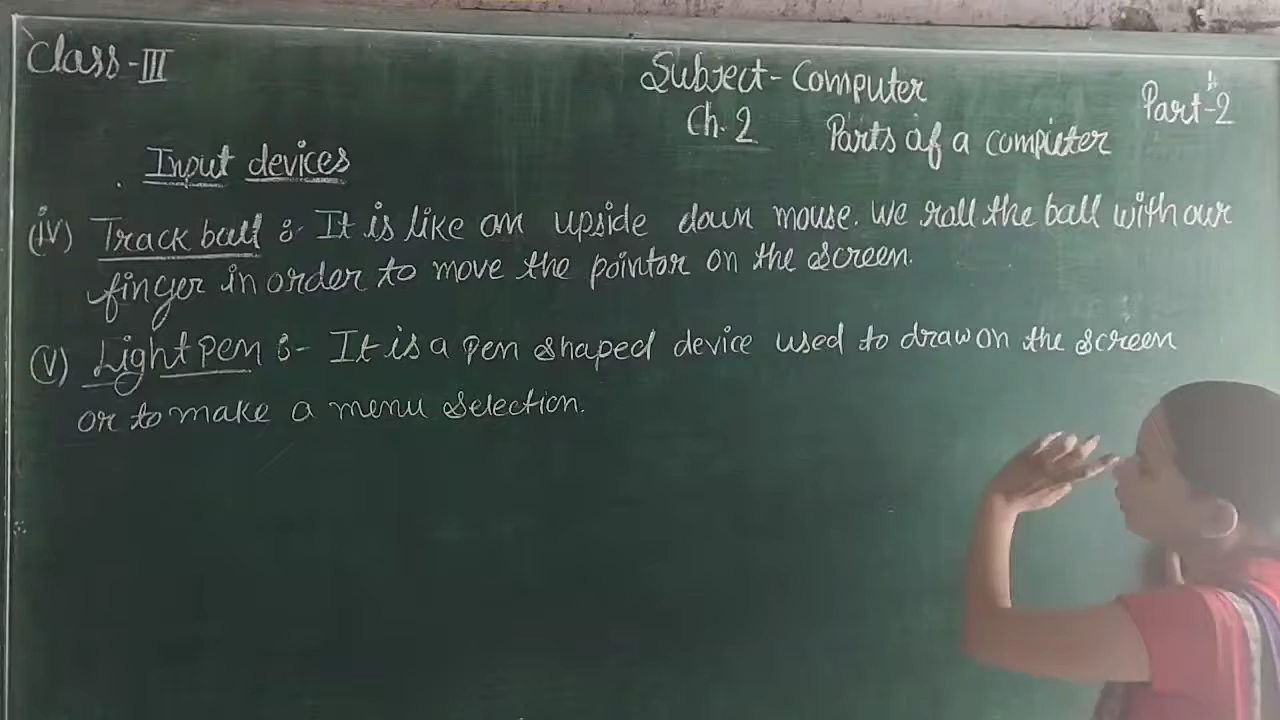 Class-III
Subject-Computer
Part-2
Ch. 2 Parts of a computer
Input devices
(iv) Track ball :- It is like an upside down mouse. We roll the ball with our
finger in order to move the pointor on the screen.
(v) Light pen :- It is a pen shaped device used to draw on the screen
or to make a menu selection.